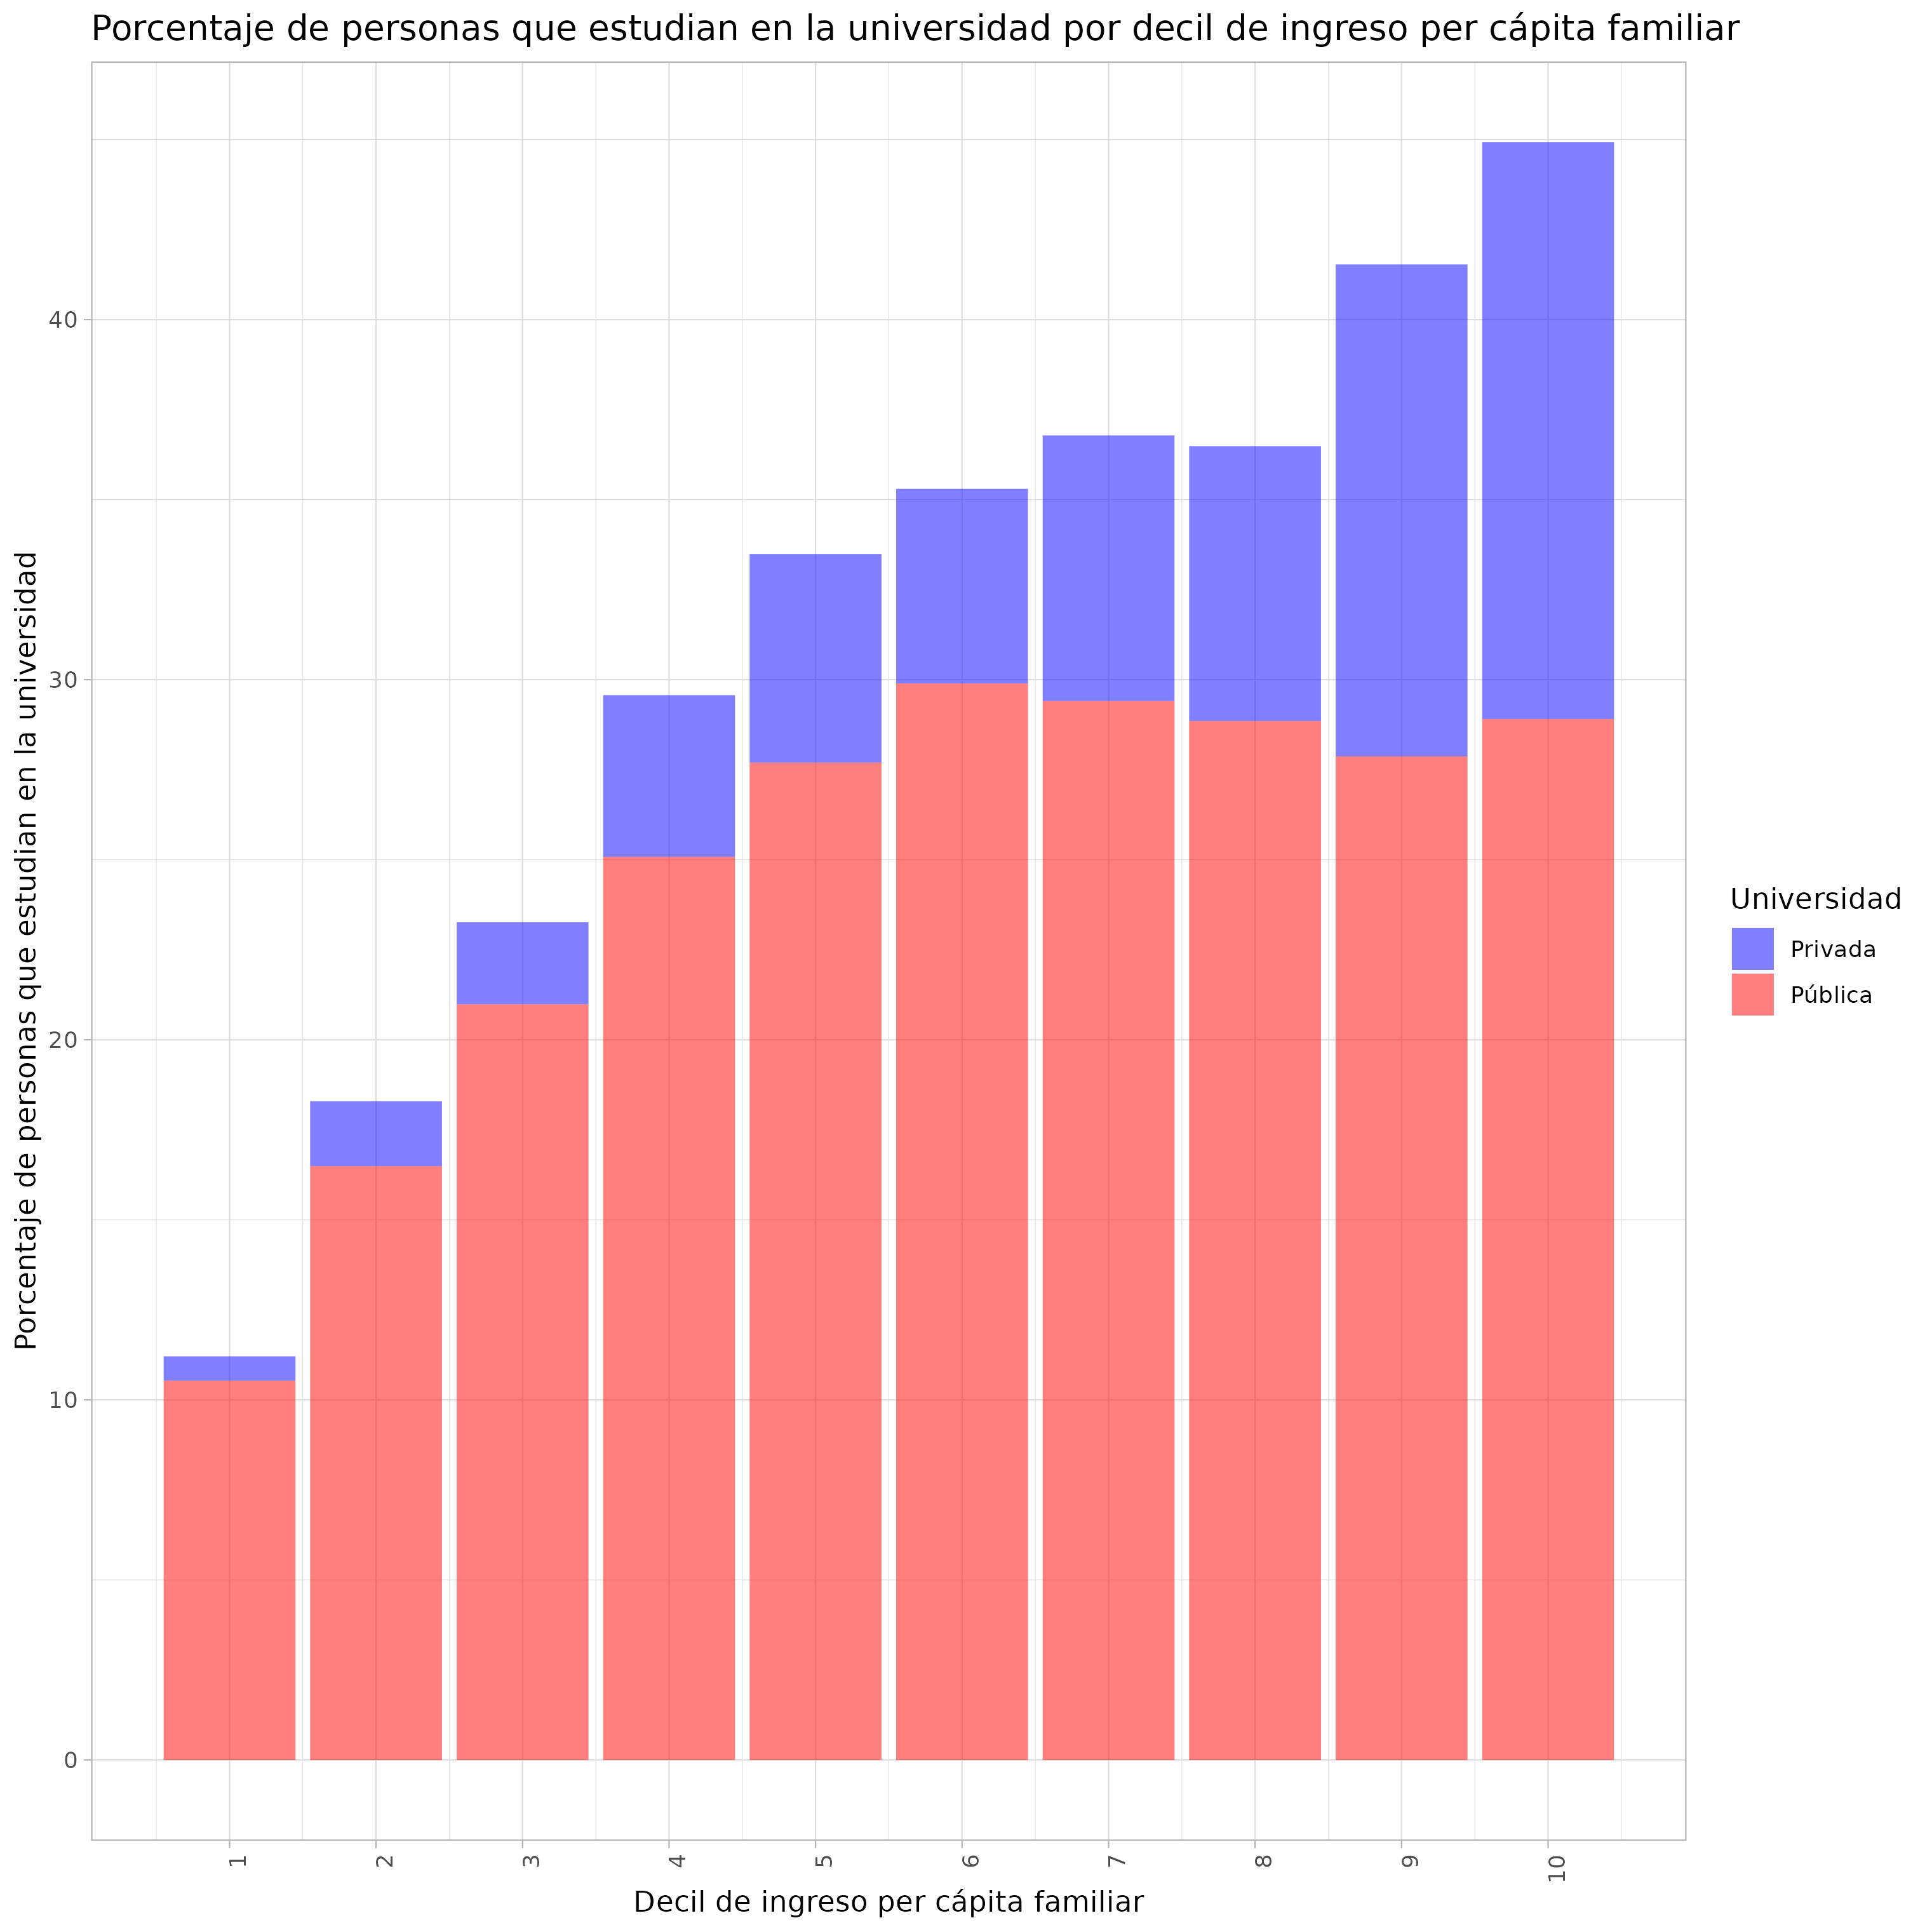 Porcentaje de personas que estudian en la universidad por decil de ingreso per cápita familiar
Porcentaje de personas que estudian en la universidad
40
30
20
10
0
1
2
3
4
5
6
7
8
9
10
Decil de ingreso per cápita familiar
Universidad
Privada
Pública